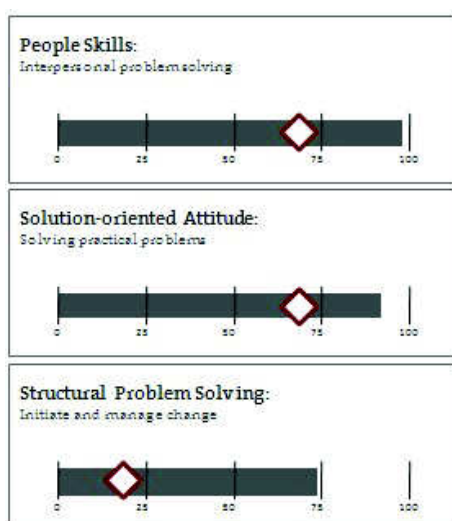 People Skills:
Interpersonal problem solving
0 25 50 75 100
Solution-oriented Attitude:
Solving practical problems
0 25 50 75 100
Structural Problem Solving:
Initiate and manage change
0 25 50 75 100